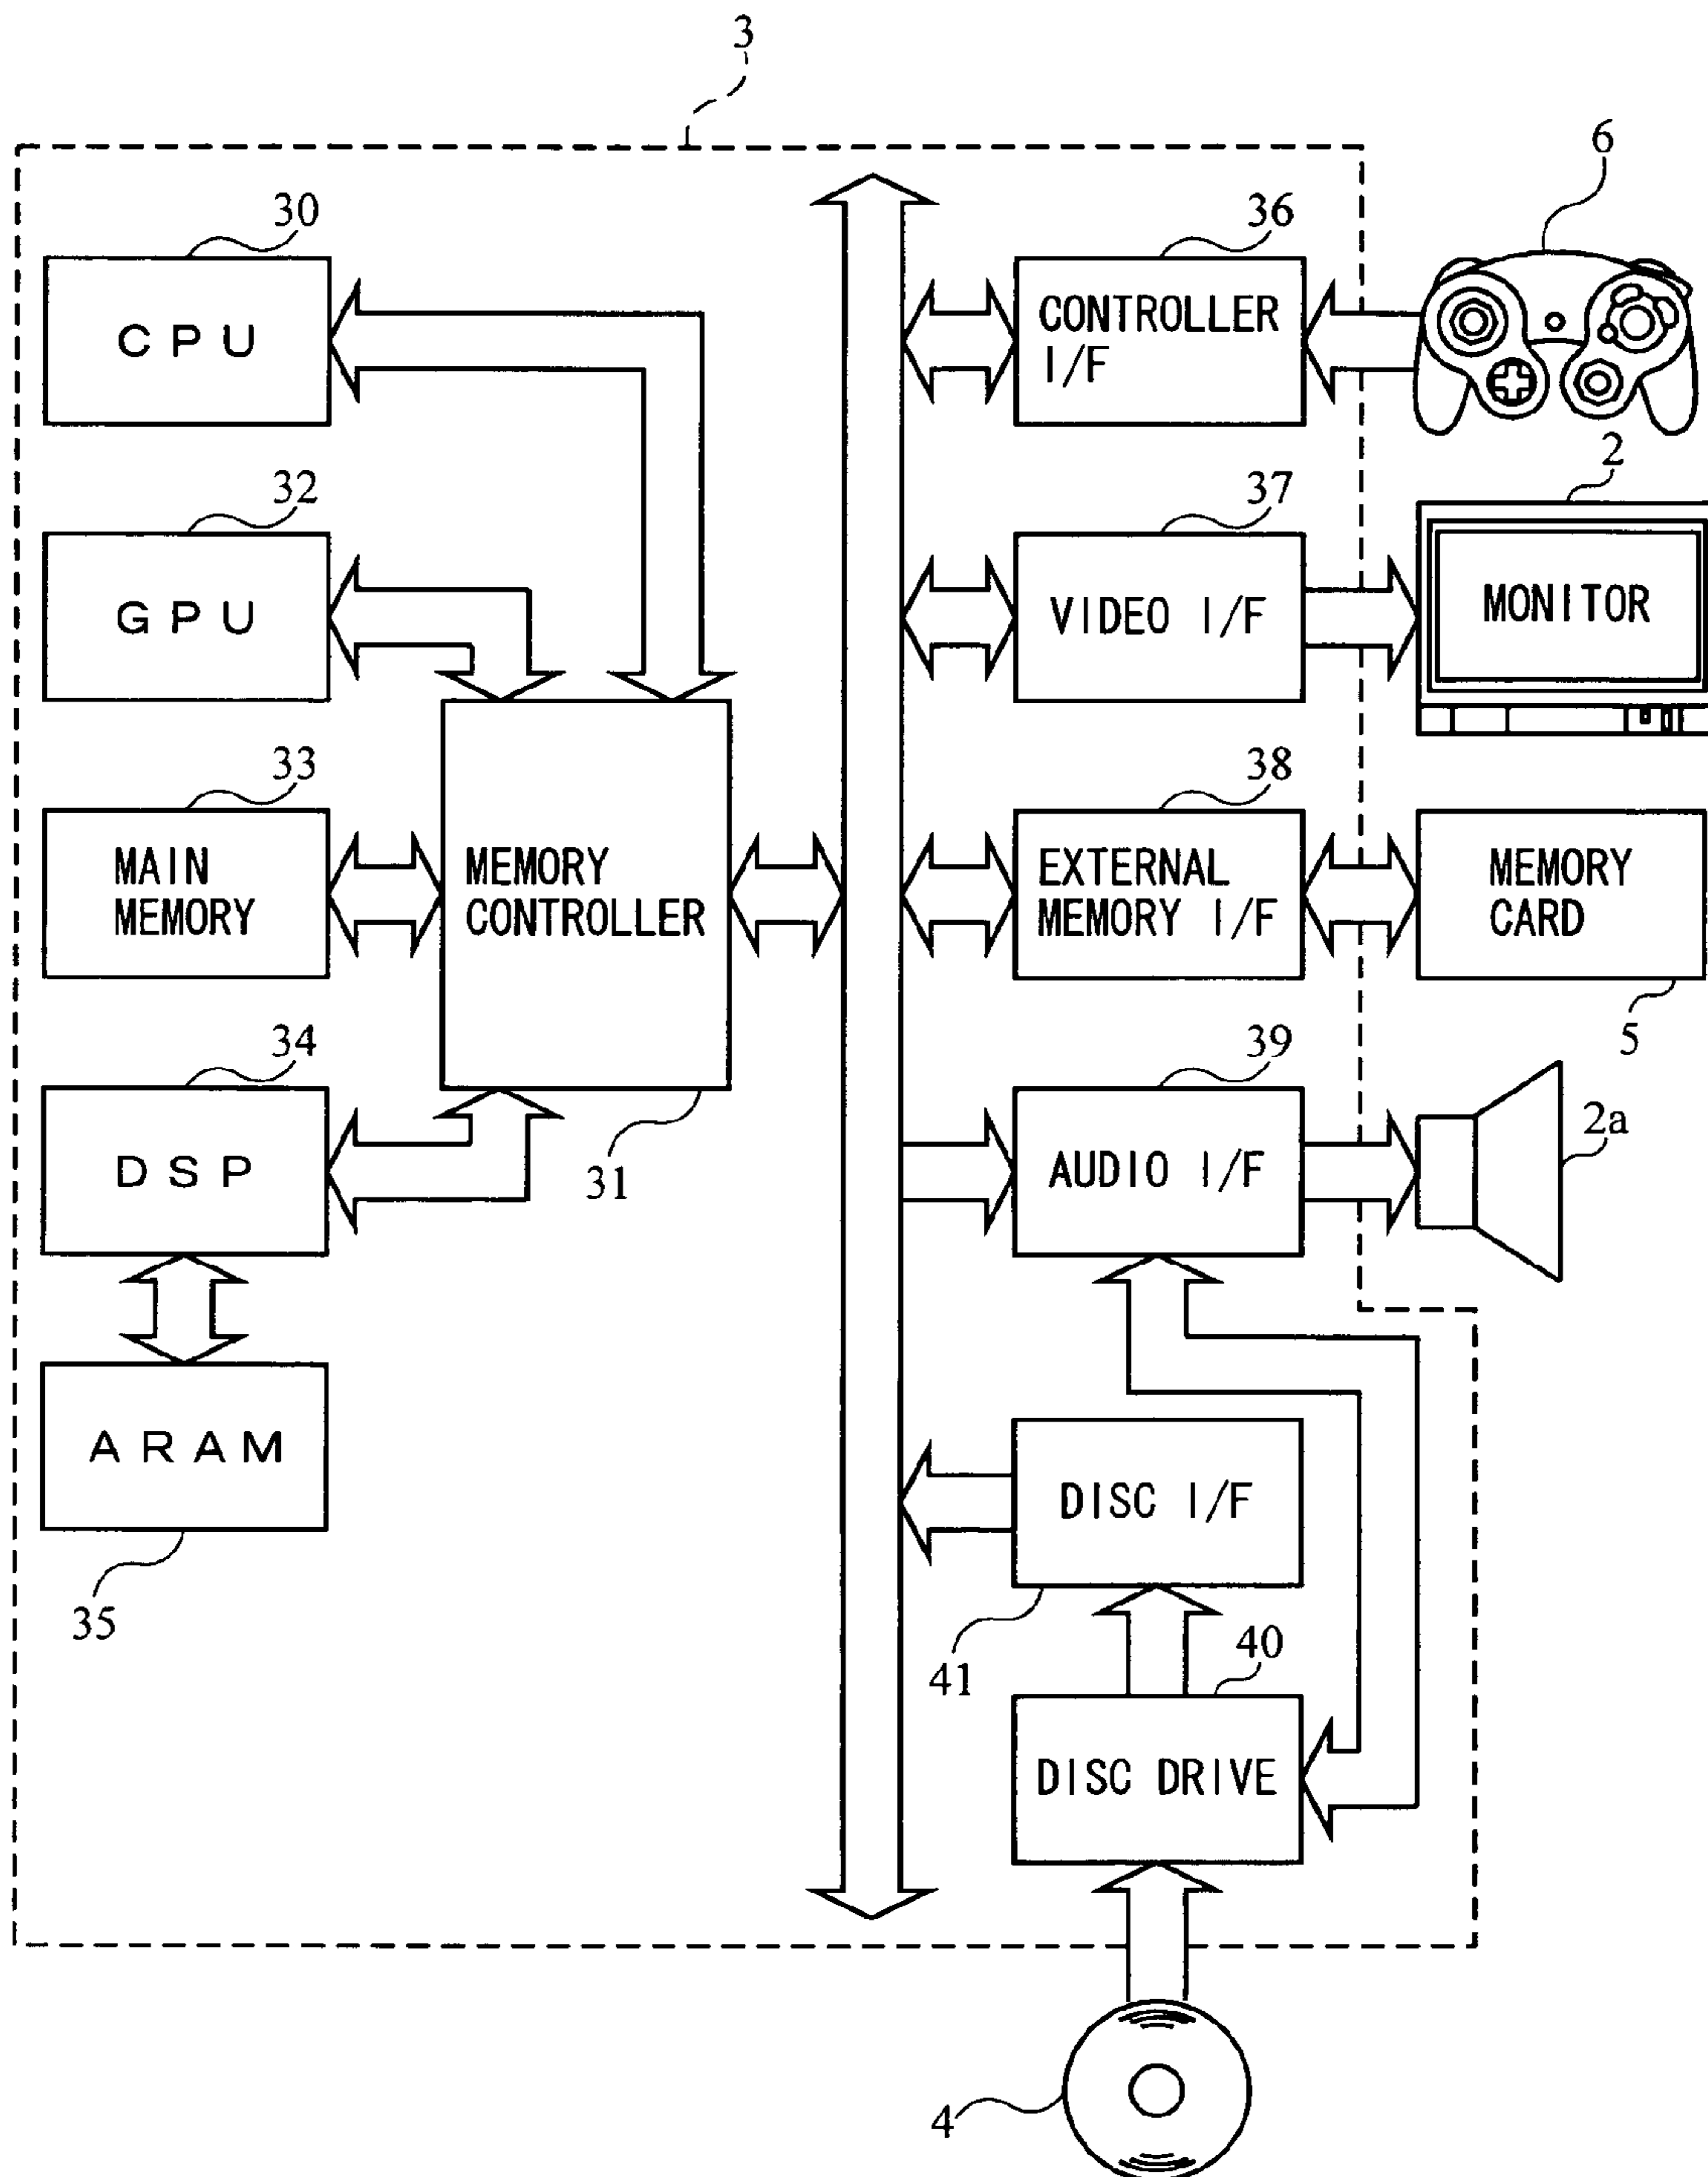 3
6
30
36
CPU
CONTROLLER
I/F
2
32
37
GPU
VIDEO I/F
MONITOR
33
38
MAIN
MEMORY
MEMORY
CONTROLLER
EXTERNAL
MEMORY I/F
MEMORY
CARD
34
39
5
2a
DSP
31
AUDIO I/F
ARAM
DISC I/F
35
41
40
DISC DRIVE
4